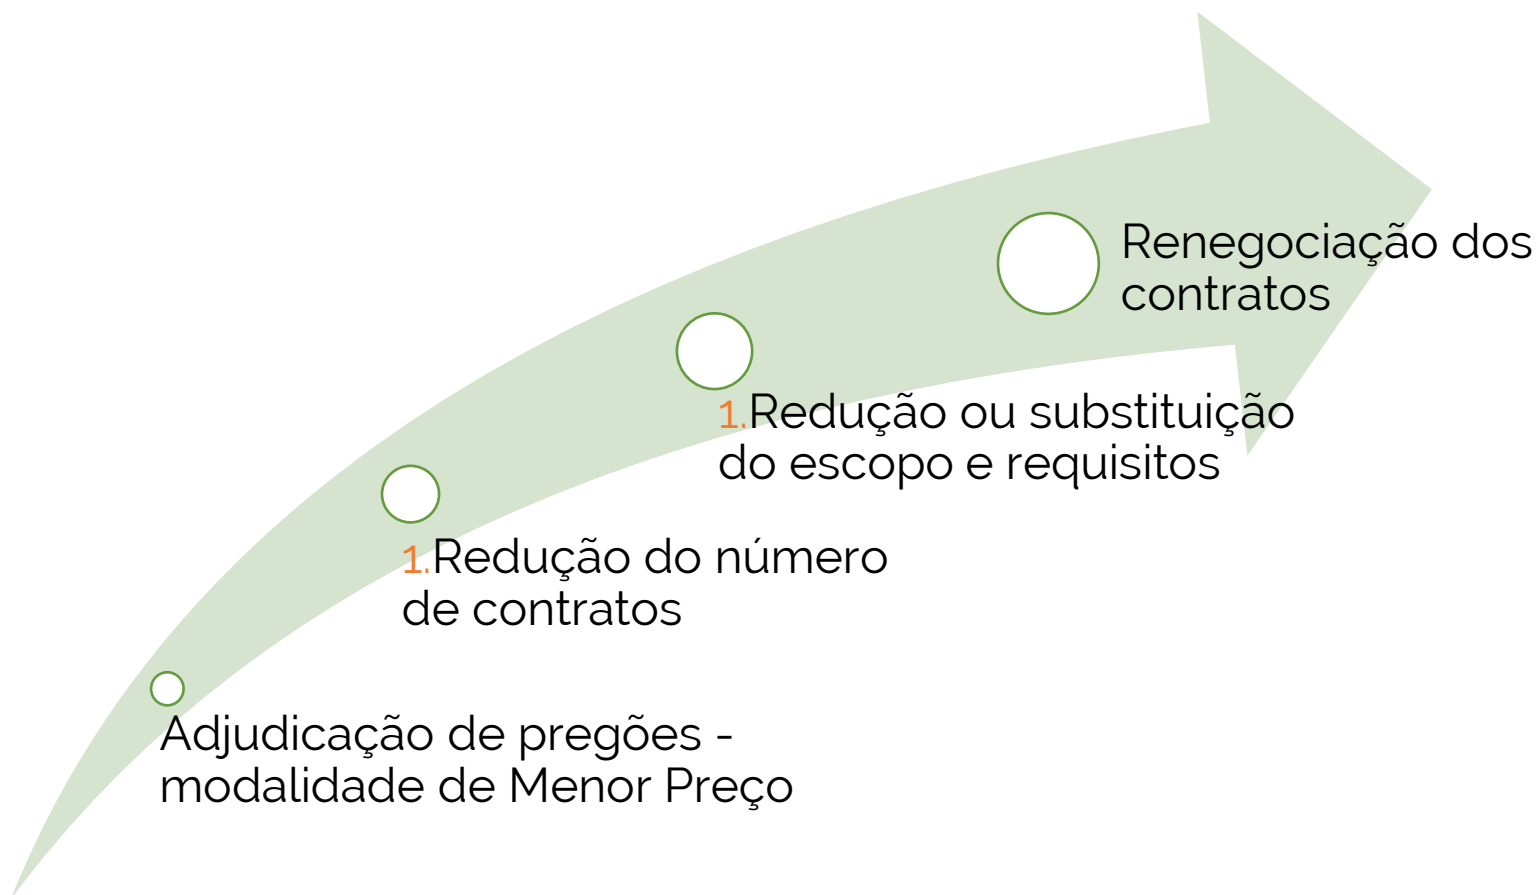 Renegociação dos
contratos
1.Redução ou substituição
do escopo e requisitos
1.Redução do número
de contratos
Adjudicação de pregões -
modalidade de Menor Preço